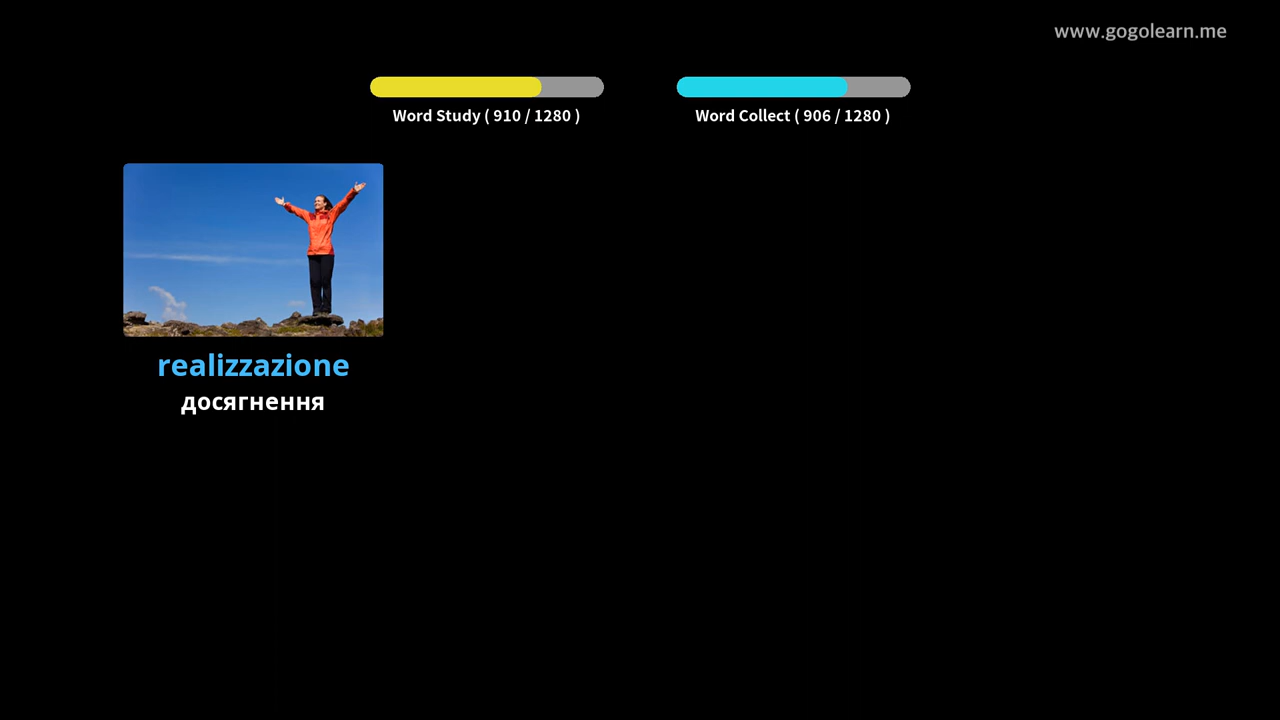 www.gogolearn.me
Word Study ( 910 / 1280 )
Word Collect ( 906 / 1280 )
realizzazione
досягнення